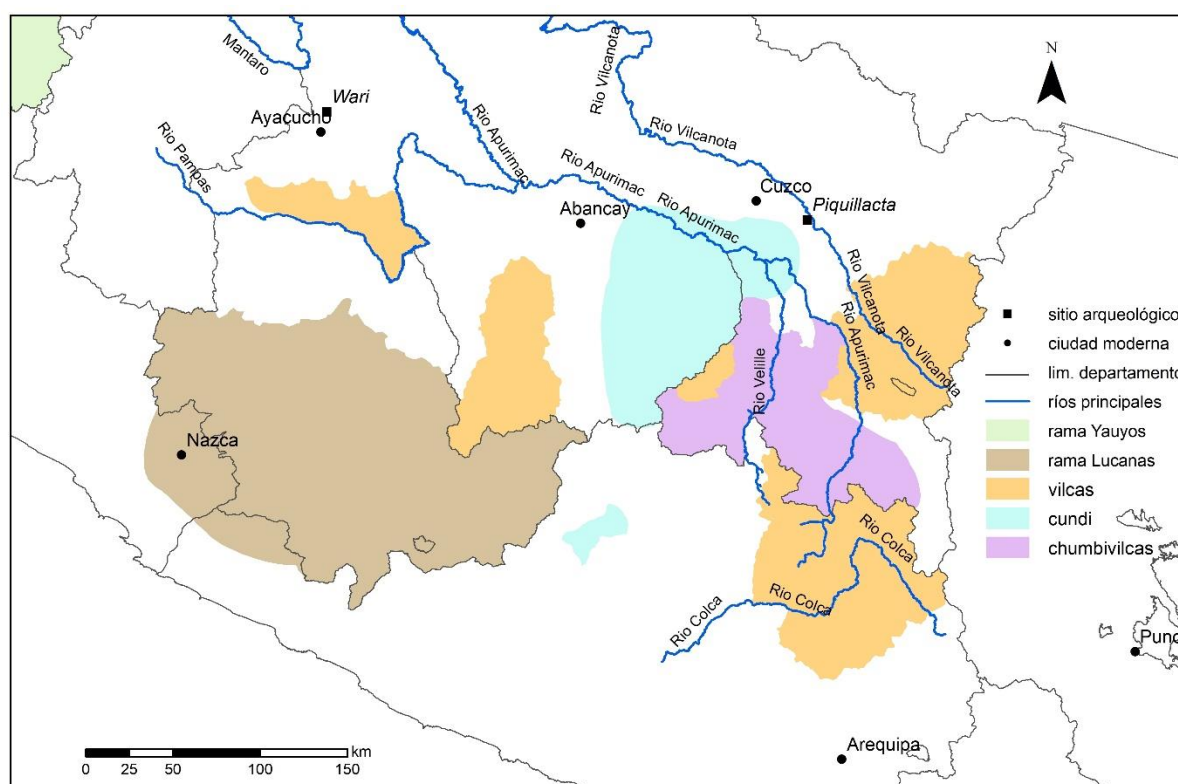 Mantaro
Wari
Ayacucho
Rio Pampas
Rio Apurimac
Rio Vilcanota
Rio Vilcanota
N
Rio Apurimac
Abancay
Rio Apurimac
Cuzco
Piquillacta
Rio Vilcanota
Rio Vilcanota
Rio Apurimac
Rio Velille
Nazca
Rio Colca
Rio Colca
Rio Colca
Puno
Arequipa
sitio arqueológico
ciudad moderna
lim. departamento
ríos principales
rama Yauyos
rama Lucanas
vilcas
cundi
chumbivilcas
km
0 25 50 100 150